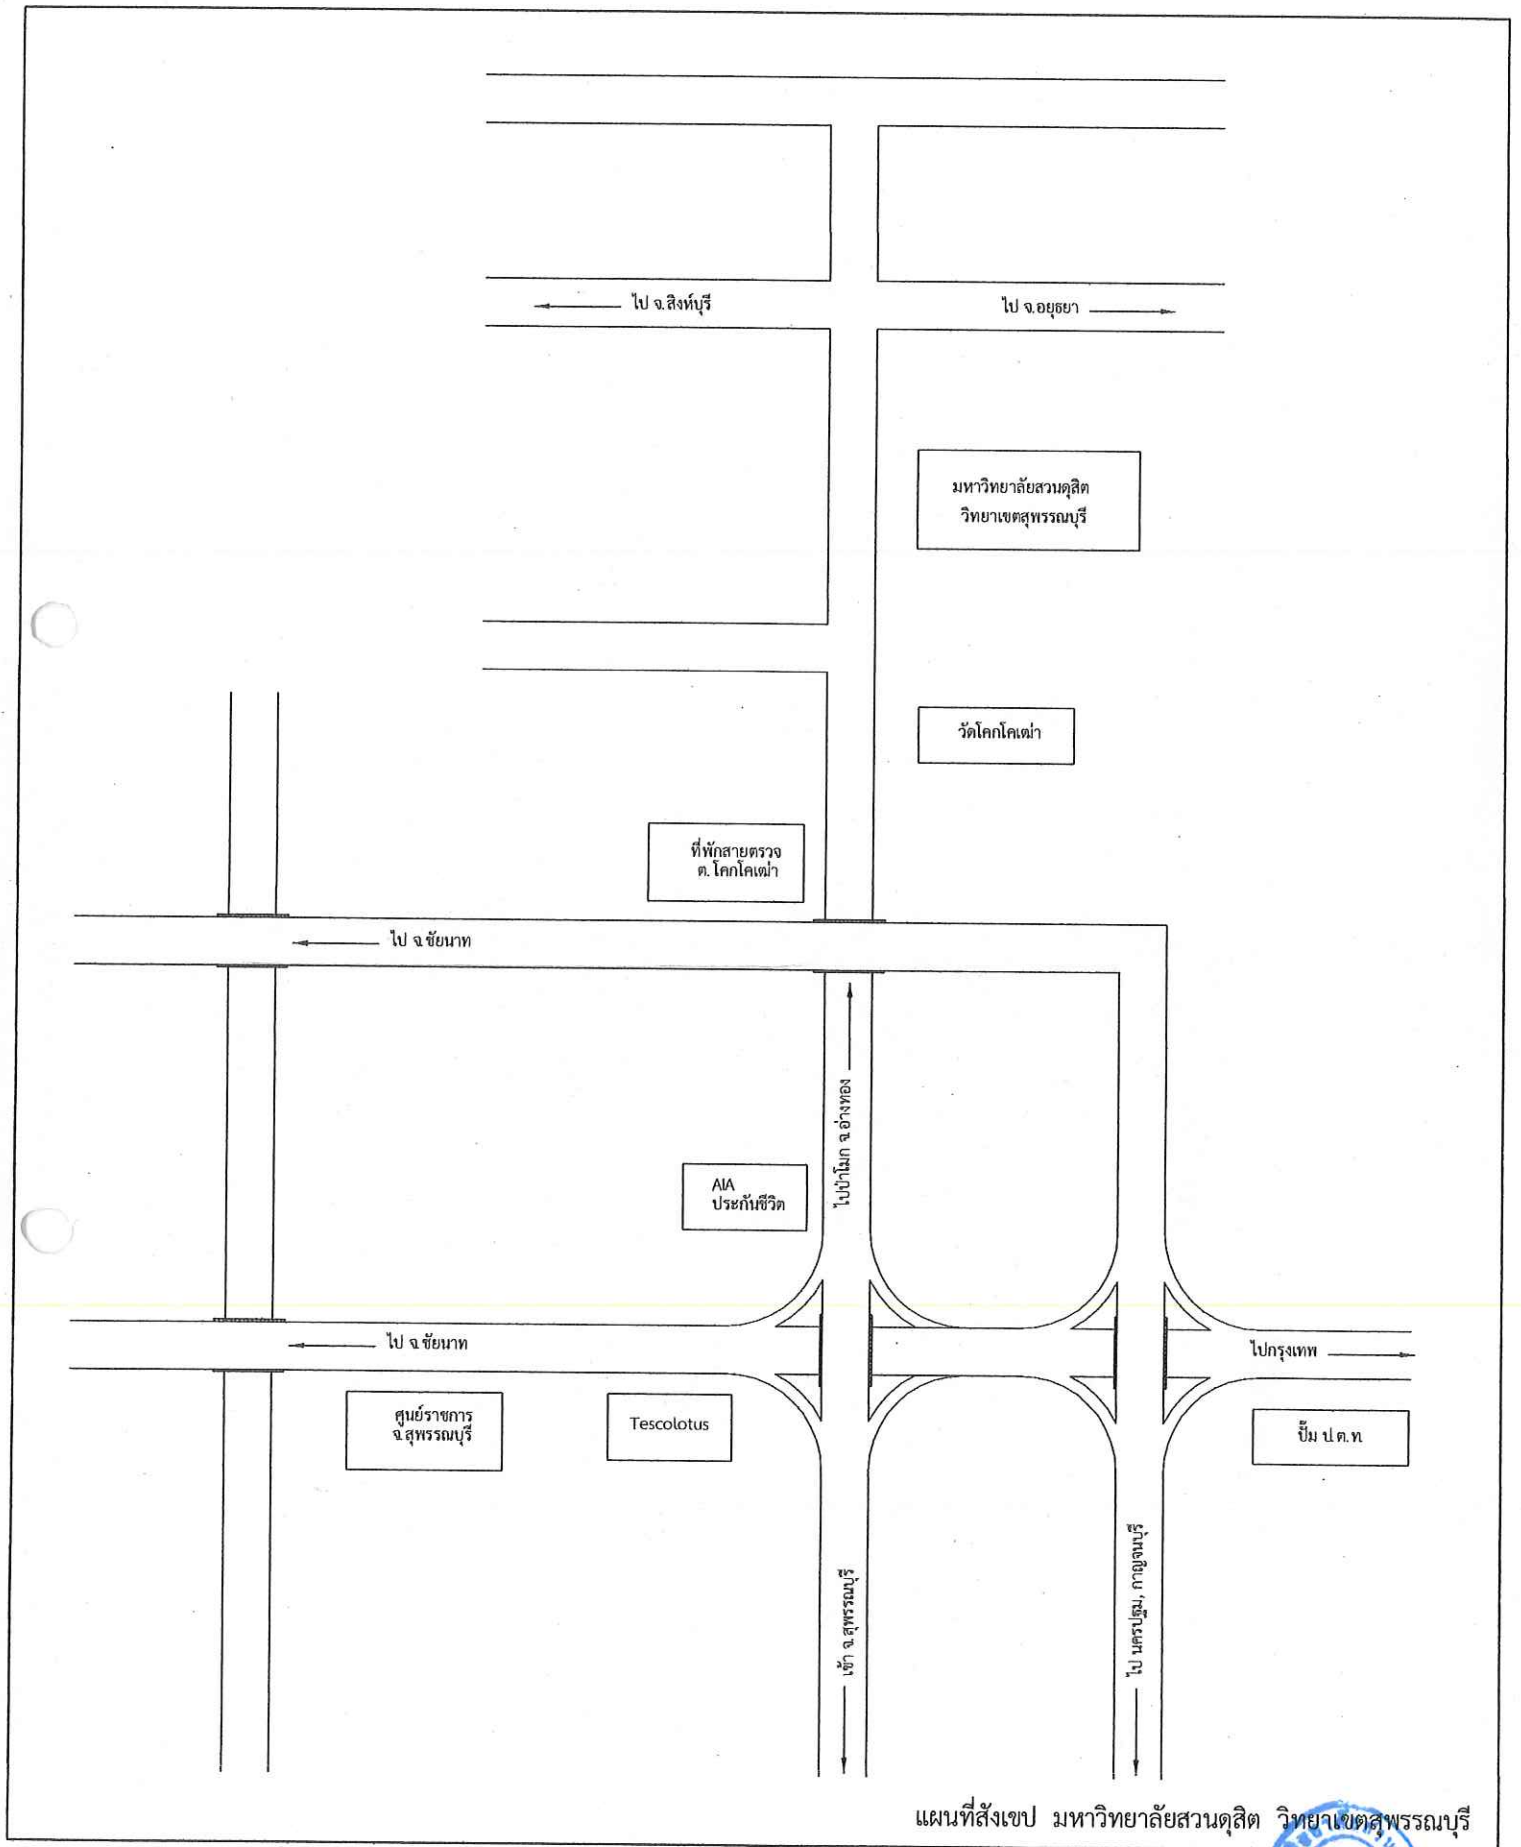 ไป จ.สิงห์บุรี
ไป จ.อยุธยา
มหาวิทยาลัยสวนดุสิต
วิทยาเขตสุพรรณบุรี
วัดโคกโคเฒ่า
ที่พักสายตรวจ
ต.โคกโคเฒ่า
ไป จ.ชัยนาท
ไปป่าโมก จ.อ่างทอง
AIA
ประกันชีวิต
ไป จ.ชัยนาท
ไปกรุงเทพ
ศูนย์ราชการ
จ.สุพรรณบุรี
Tescolotus
ปั๊ม ป.ต.ท.
เข้า จ.สุพรรณบุรี
ไป นครปฐม, กาญจนบุรี
แผนที่สังเขป มหาวิทยาลัยสวนดุสิต วิทยาเขตสุพรรณบุรี